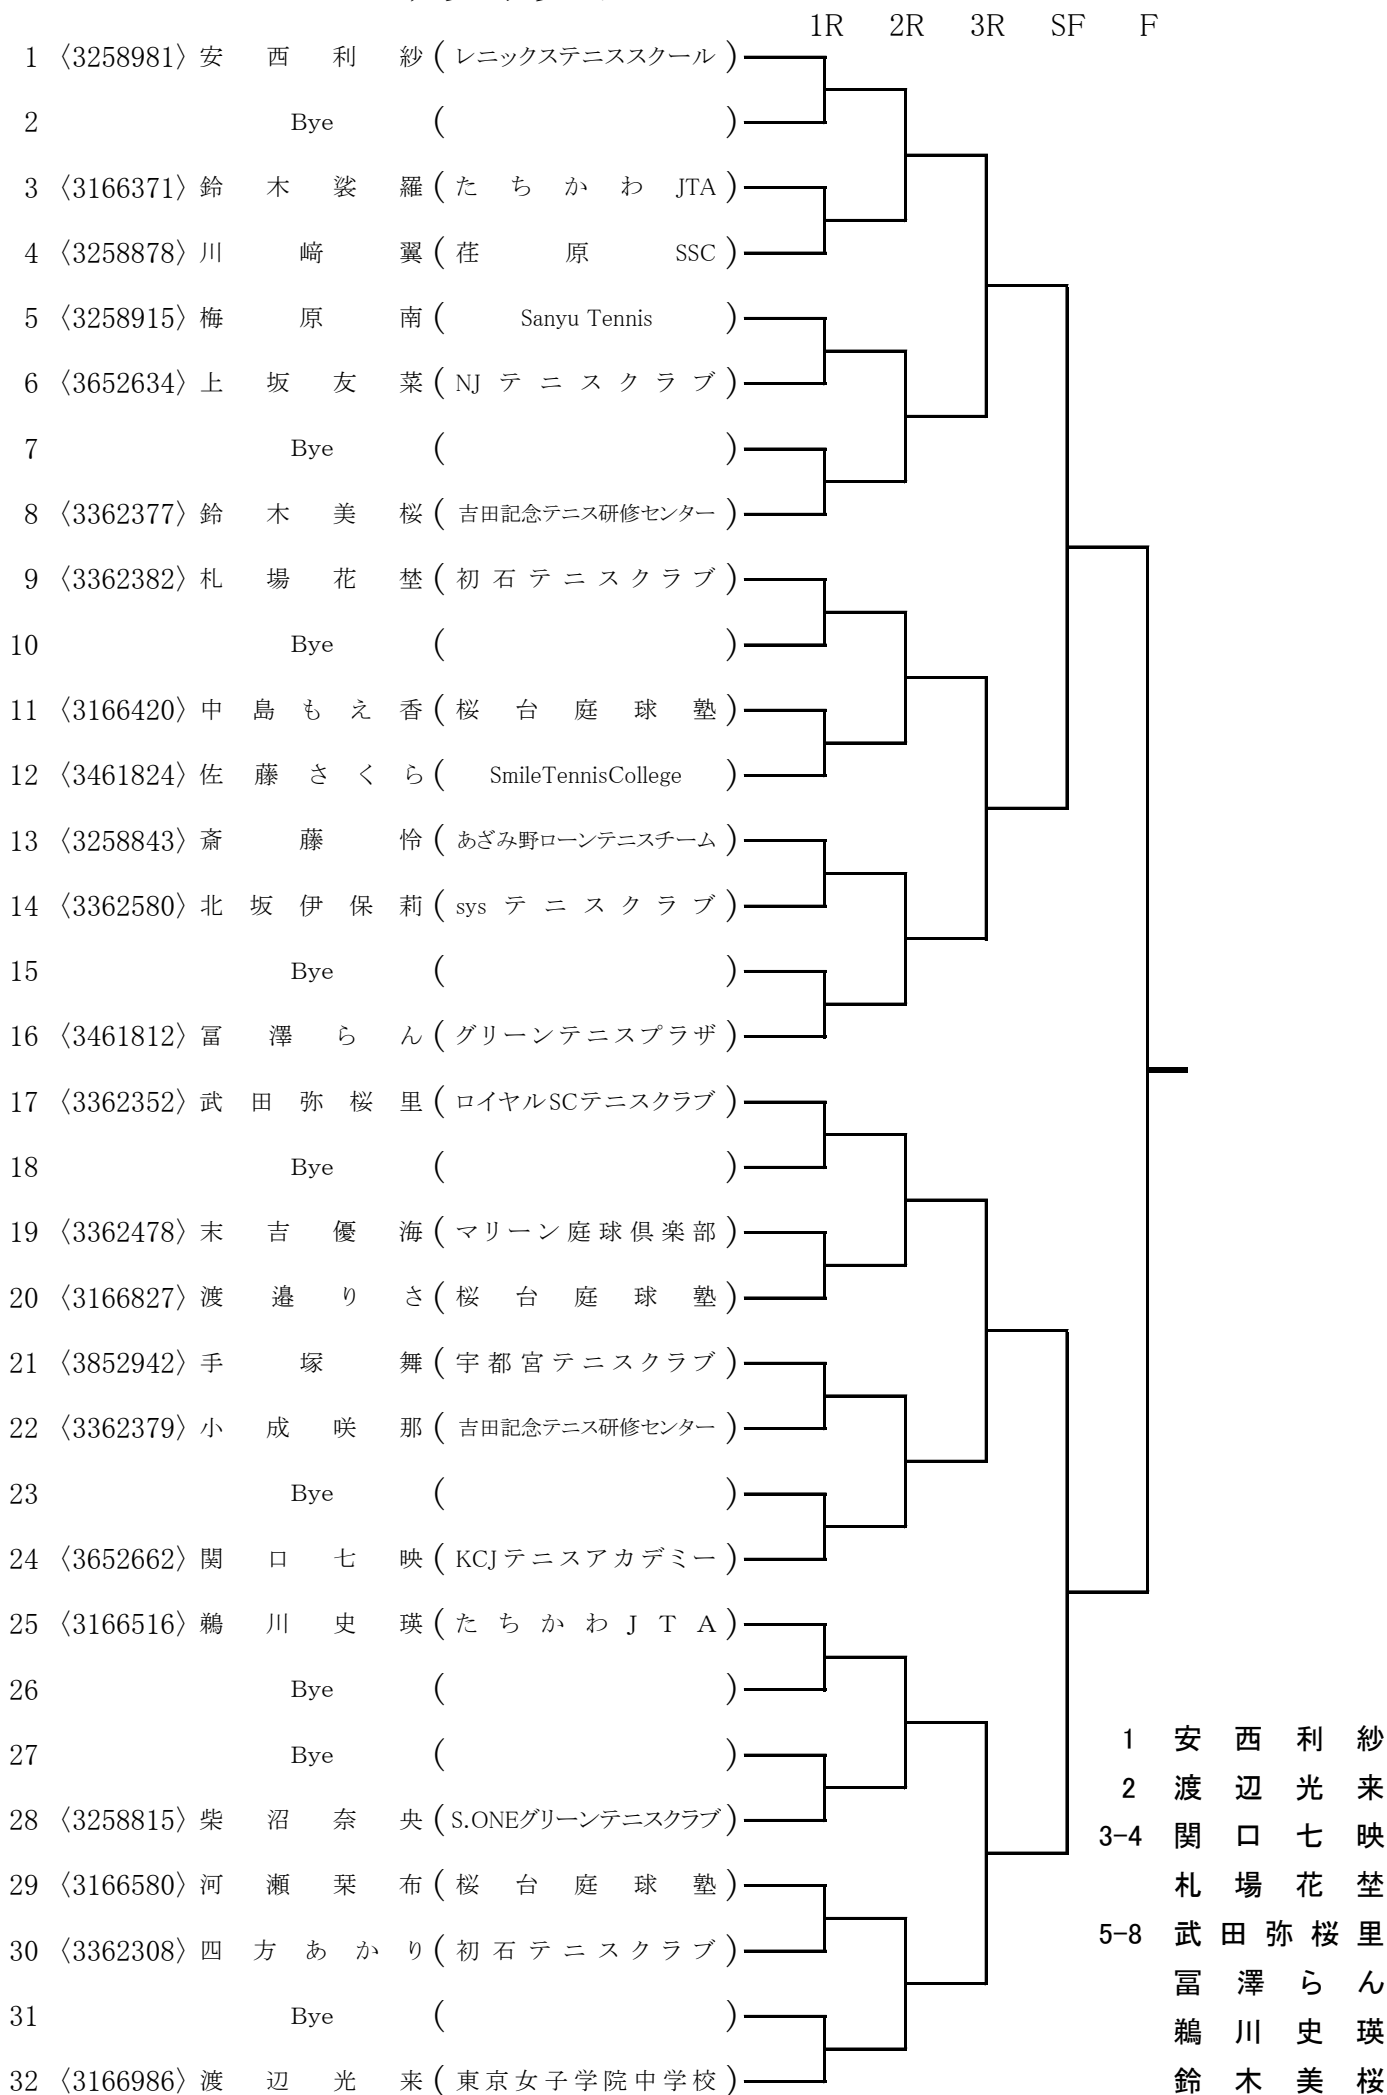 1R 2R 3R SF F
1 〈3258981〉 安西利紗 (レニックステニススクール)
2 Bye ( )
3 〈3166371〉 鈴木裟羅 (たちかわ JTA)
4 〈3258878〉 川﨑翼 (荏原 SSC)
5 〈3258915〉 梅原南 (Sanyu Tennis)
6 〈3652634〉 上坂友菜 (NJ テニスクラブ)
7 Bye ( )
8 〈3362377〉 鈴木美桜 (吉田記念テニス研修センター)
9 〈3362382〉 札場花埜 (初石テニスクラブ)
10 Bye ( )
11 〈3166420〉 中島もえ香 (桜台庭球塾)
12 〈3461824〉 佐藤さくら (SmileTennisCollege)
13 〈3258843〉 斎藤怜 (あざみ野ローンテニスチーム)
14 〈3362580〉 北坂伊保莉 (sys テニスクラブ)
15 Bye ( )
16 〈3461812〉 冨澤らん (グリーンテニスプラザ)
17 〈3362352〉 武田弥桜里 (ロイヤルSCテニスクラブ)
18 Bye ( )
19 〈3362478〉 末吉優海 (マリーン庭球倶楽部)
20 〈3166827〉 渡邉りさ (桜台庭球塾)
21 〈3852942〉 手塚舞 (宇都宮テニスクラブ)
22 〈3362379〉 小成咲那 (吉田記念テニス研修センター)
23 Bye ( )
24 〈3652662〉 関口七映 (KCJテニスアカデミー)
25 〈3166516〉 鵜川史瑛 (たちかわJTA)
26 Bye ( )
27 Bye ( )
28 〈3258815〉 柴沼奈央 (S.ONEグリーンテニスクラブ)
29 〈3166580〉 河瀬栞布 (桜台庭球塾)
30 〈3362308〉 四方あかり (初石テニスクラブ)
31 Bye ( )
32 〈3166986〉 渡辺光来 (東京女子学院中学校)
1 安西利紗
2 渡辺光来
3-4 関口七映
札場花埜
5-8 武田弥桜里
冨澤らん
鵜川史瑛
鈴木美桜